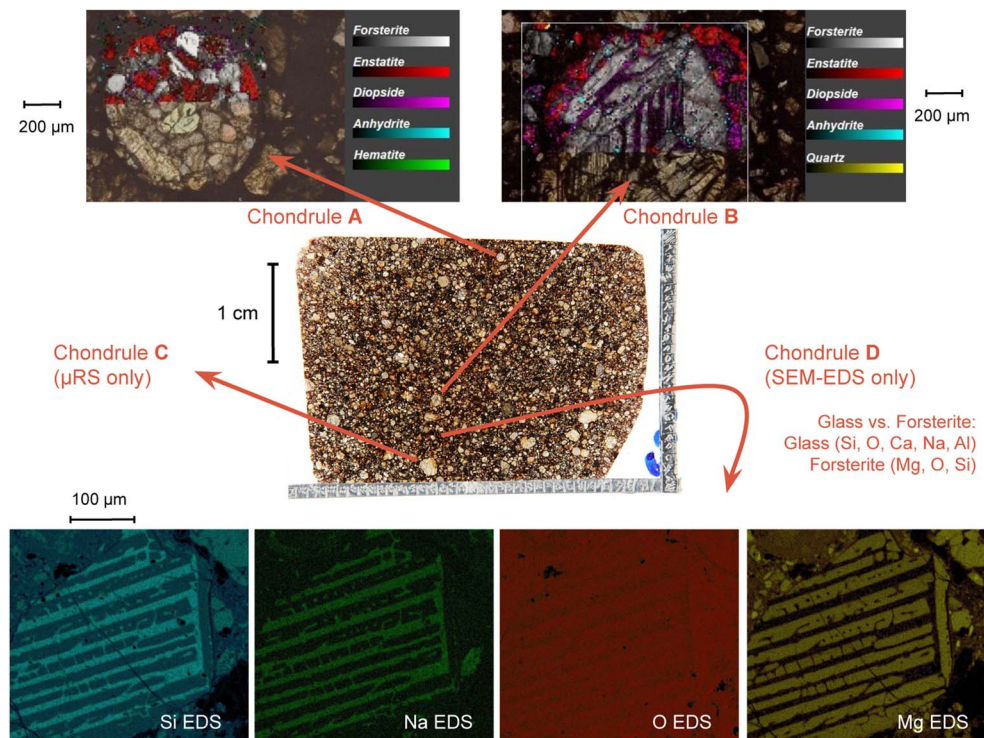 Forsterite
Enstatite
Diopside
Anhydrite
Hematite
200 µm
Forsterite
Enstatite
Diopside
Anhydrite
Quartz
200 µm
Chondrule A
Chondrule B
1 cm
Chondrule C
(µRS only)
Chondrule D
(SEM-EDS only)
Glass vs. Forsterite:
Glass (Si, O, Ca, Na, Al)
Forsterite (Mg, O, Si)
100 µm
Si EDS
Na EDS
O EDS
Mg EDS